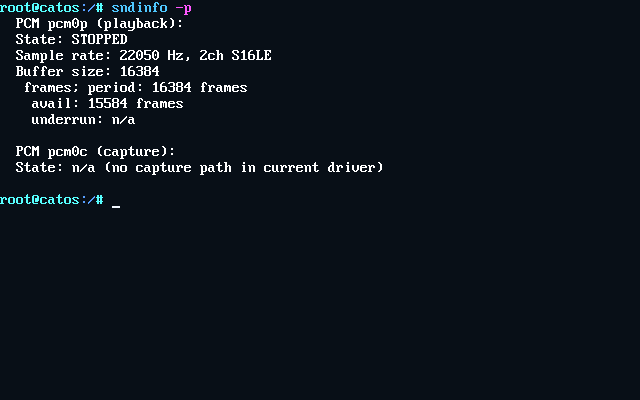 root@catos:/# sndinfo -p
PCM pcm0p (playback):
State: STOPPED
Sample rate: 22050 Hz, 2ch S16LE
Buffer size: 16384
frames; period: 16384 frames
avail: 15584 frames
underrun: n/a
PCM pcm0c (capture):
State: n/a (no capture path in current driver)
root@catos:/# _